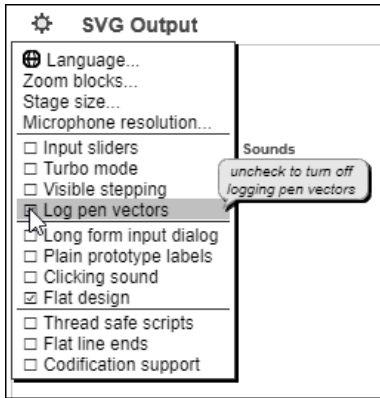 SVG Output
Language...
Zoom blocks...
Stage size...
Microphone resolution...
Input sliders
Turbo mode
Visible stepping
Log pen vectors
Long form input dialog
Plain prototype labels
Clicking sound
Flat design
Thread safe scripts
Flat line ends
Codification support
Sounds
uncheck to turn off
logging pen vectors